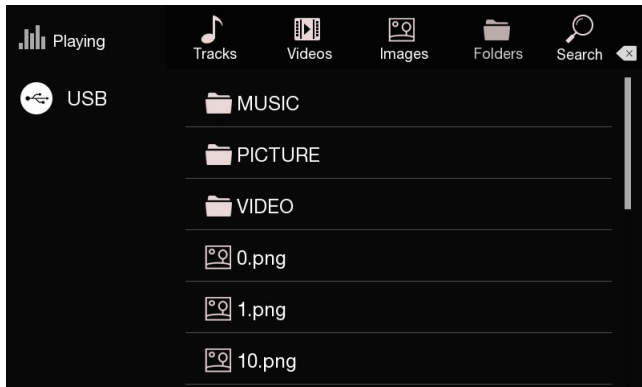 Playing
Tracks
Videos
Images
Folders
Search
USB
MUSIC
PICTURE
VIDEO
0.png
1.png
10.png